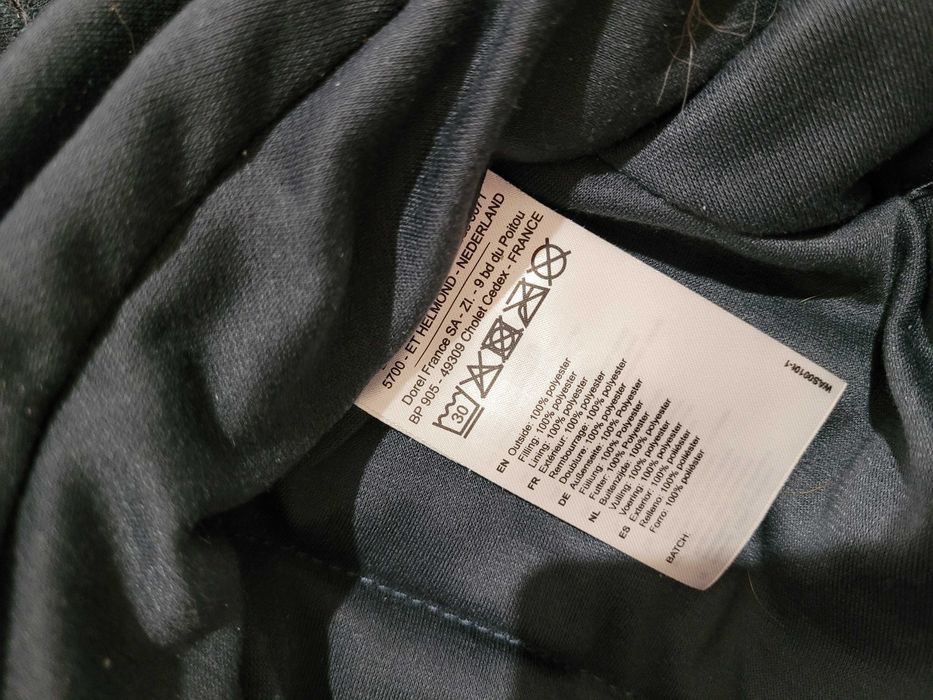 5700 - ET HELMOND - NEDERLAND
Dorel France SA - ZI. - 9 bd du Poitou
BP 905 - 49309 Cholet Cedex - FRANCE
30
EN Outside: 100% polyester
Filling: 100% polyester
Lining: 100% polyester
FR Extérieur: 100% polyester
Rembourrage: 100% polyester
Doublure: 100% polyester
DE Außenseite: 100% Polyester
Füllung: 100% Polyester
Futter: 100% Polyester
NL Buitenzijde: 100% polyester
Vulling: 100% polyester
Voering: 100% polyester
ES Exterior: 100% poliéster
Relleno: 100% poliéster
Forro: 100% poliéster
BATCH:
WAS0010I-1